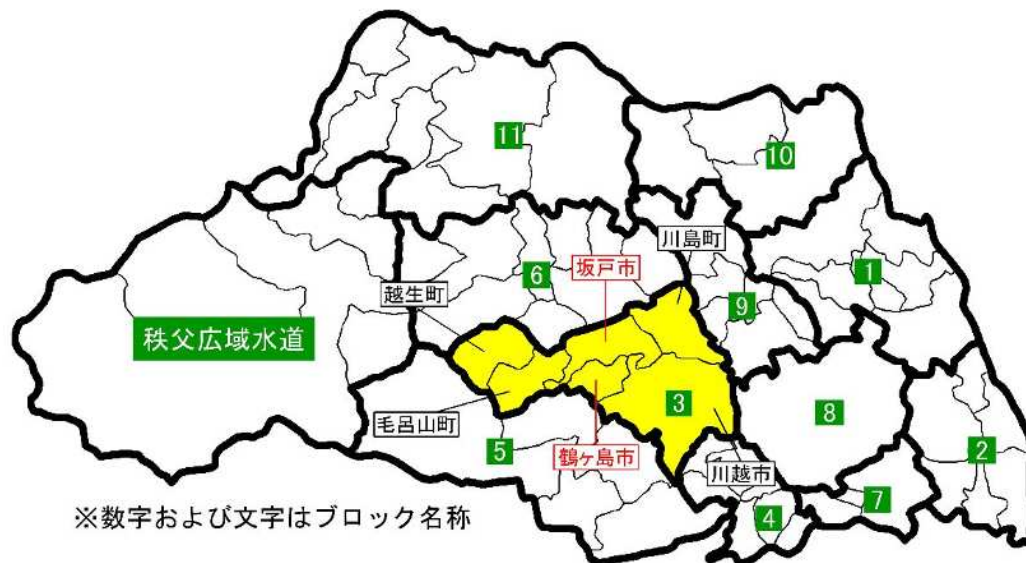 11
10
川島町
1
坂戸市
6
越生町
9
秩父広域水道
3
8
毛呂山町
5
鶴ヶ島市
川越市
2
7
4
※数字および文字はブロック名称